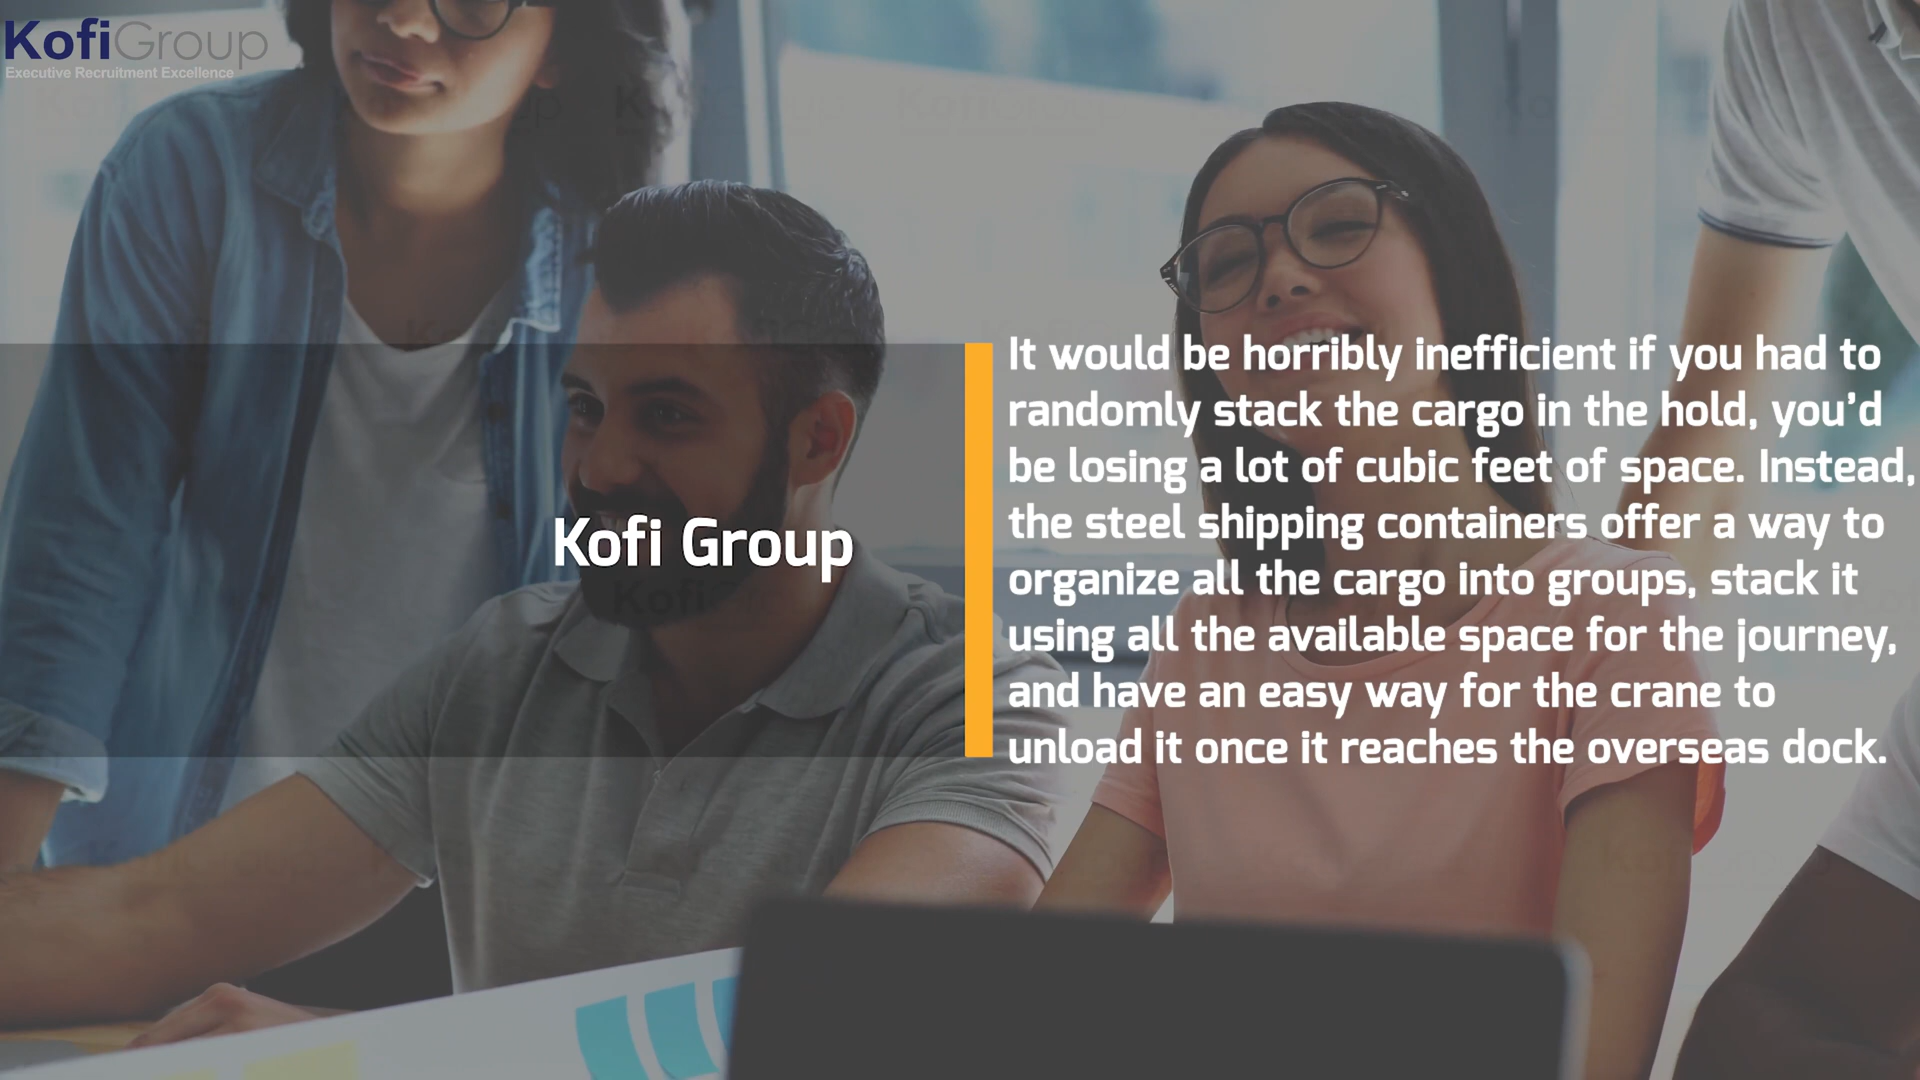 KofiGroup
Executive Recruitment Excellence
Kofi Group
It would be horribly inefficient if you had to
randomly stack the cargo in the hold, you’d
be losing a lot of cubic feet of space. Instead,
the steel shipping containers offer a way to
organize all the cargo into groups, stack it
using all the available space for the journey,
and have an easy way for the crane to
unload it once it reaches the overseas dock.